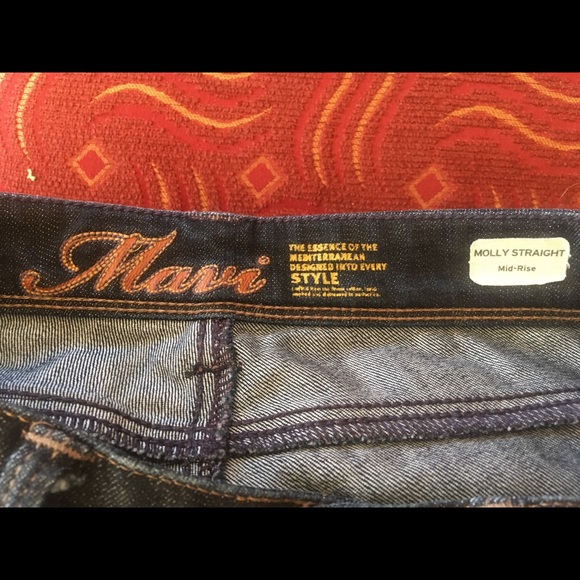 Mavi
THE ESSENCE OF THE
MEDITERRANEAN
DESIGNED INTO EVERY
STYLE
MOLLY STRAIGHT
Mid-Rise